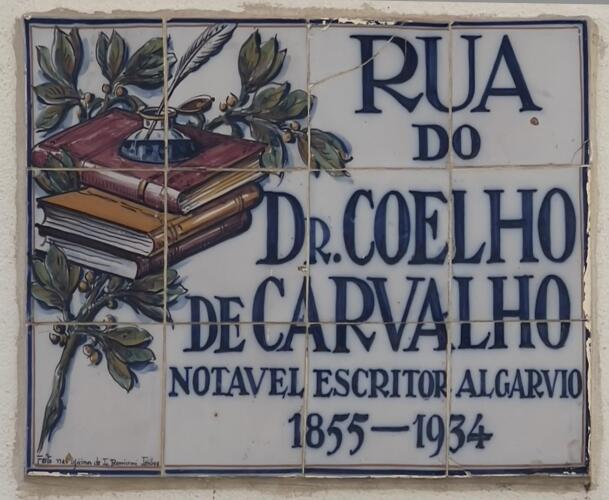 RUA
DO
DR. COELHO
DE CARVALHO
NOTAVEL ESCRITOR ALGARVIO
1855—1934